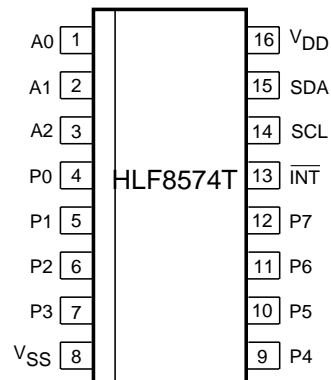 A0 1 16 VDD
A1 2 15 SDA
A2 3 14 SCL
P0 4 HLF8574T 13 INT
P1 5 12 P7
P2 6 11 P6
P3 7 10 P5
VSS 8 9 P4